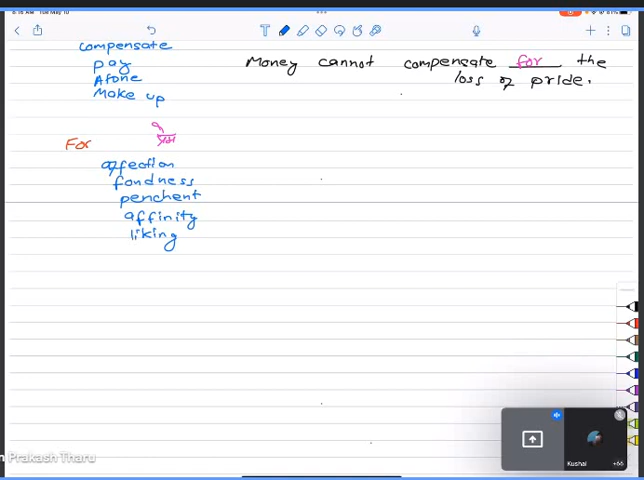 compensate
pay
Atone
Make up
Money cannot compensate for the
loss of pride.
For
affection
fondness
penchent
affinity
liking
n Prakash Tharu
Kushal
+66